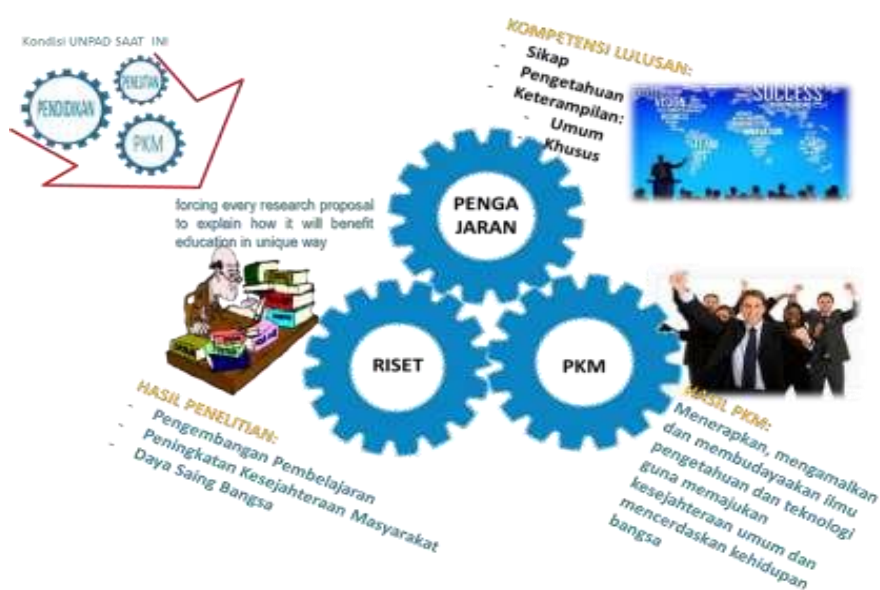 Kondisi UNPAD SAAT INI
PENDIDIKAN
PENELITIAN
PKM
KOMPETENSI LULUSAN:
- Sikap
- Pengetahuan
- Keterampilan:
- Umum
- Khusus
VISION
SUCCESS
TEAM
forcing every research proposal
to explain how it will benefit
education in unique way
PENGA
JARAN
RISET
PKM
HASIL PENELITIAN:
- Pengembangan Pembelajaran
- Peningkatan Kesejahteraan Masyarakat
- Daya Saing Bangsa
HASIL PKM:
Menerapkan, mengamalkan
dan membudayaakan ilmu
pengetahuan dan teknologi
guna memajukan
kesejahteraan umum dan
mencerdaskan kehidupan
bangsa